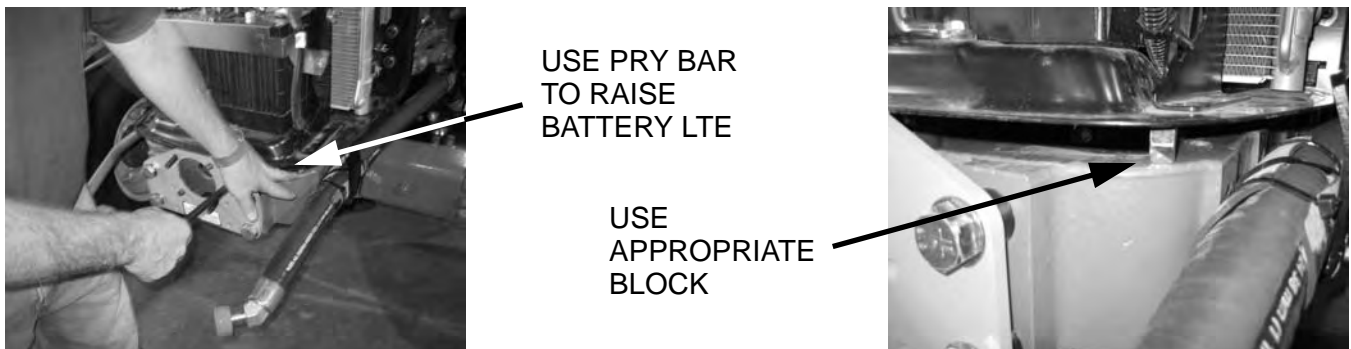 USE PRY BAR
TO RAISE
BATTERY LTE
USE
APPROPRIATE
BLOCK